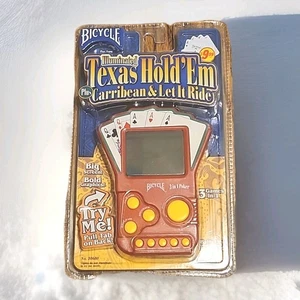 BICYCLE
Illuminated
Texas Hold'Em
Plus Carribean & Let It Ride
Big
Screen
Bold
Graphics!
Try
Me!
Pull Tab
on Back!
BICYCLE
3 in 1 Poker
3 Games